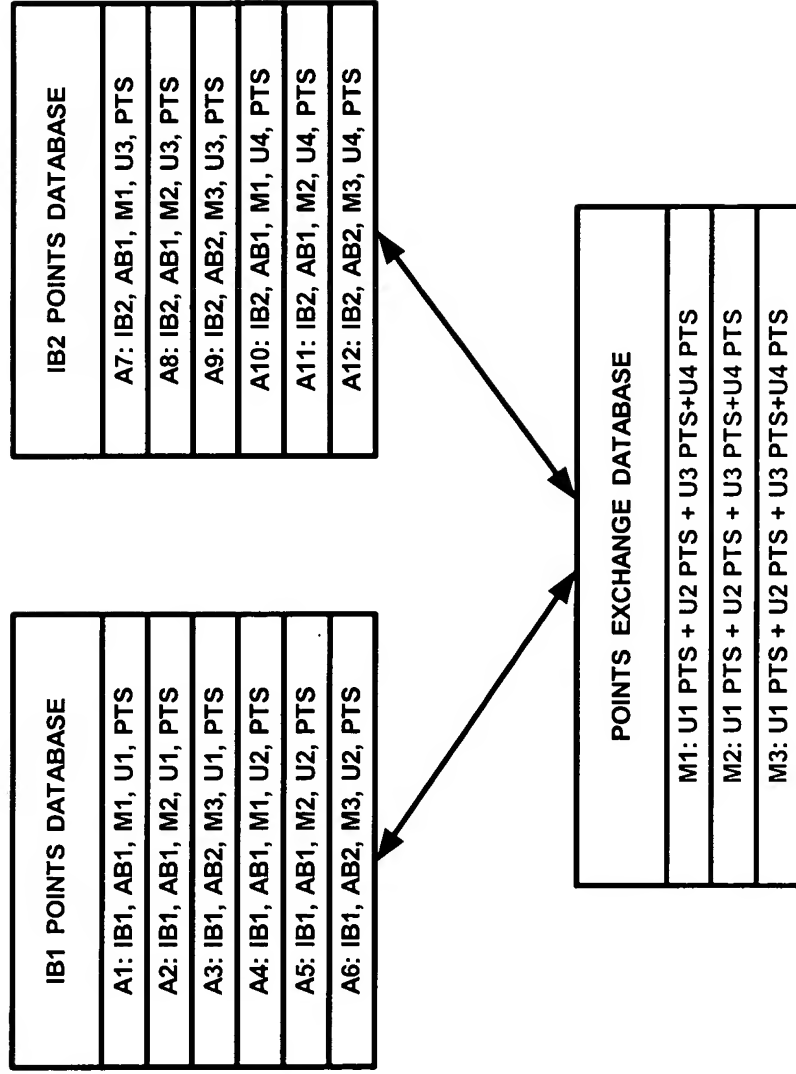 IB1 POINTS DATABASE
A1: IB1, AB1, M1, U1, PTS
A2: IB1, AB1, M2, U1, PTS
A3: IB1, AB2, M3, U1, PTS
A4: IB1, AB1, M1, U2, PTS
A5: IB1, AB1, M2, U2, PTS
A6: IB1, AB2, M3, U2, PTS
IB2 POINTS DATABASE
A7: IB2, AB1, M1, U3, PTS
A8: IB2, AB1, M2, U3, PTS
A9: IB2, AB2, M3, U3, PTS
A10: IB2, AB1, M1, U4, PTS
A11: IB2, AB1, M2, U4, PTS
A12: IB2, AB2, M3, U4, PTS
POINTS EXCHANGE DATABASE
M1: U1 PTS + U2 PTS + U3 PTS+U4 PTS
M2: U1 PTS + U2 PTS + U3 PTS+U4 PTS
M3: U1 PTS + U2 PTS + U3 PTS+U4 PTS